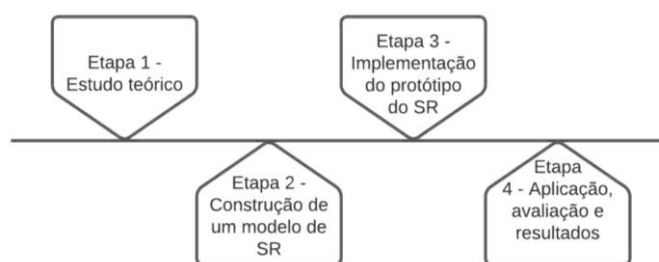 Etapa 1 -
Estudo teórico
Etapa 2 -
Construção de
um modelo de
SR
Etapa 3 -
Implementação
do protótipo
do SR
Etapa
4 - Aplicação,
avaliação e
resultados